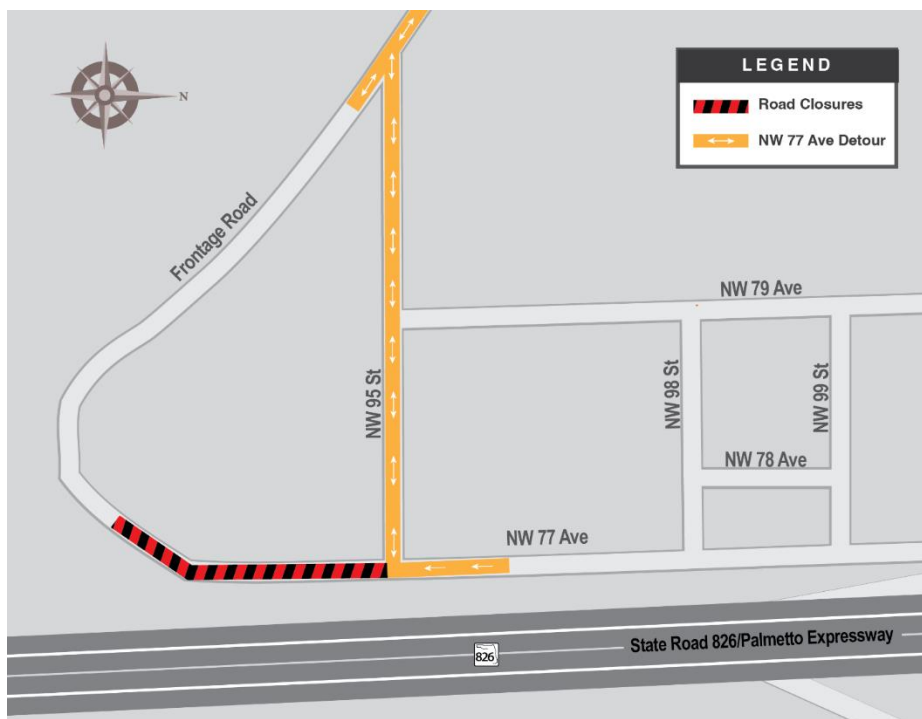 LEGEND
Road Closures
NW 77 Ave Detour
N
Frontage Road
NW 79 Ave
NW 95 St
NW 98 St
NW 99 St
NW 78 Ave
NW 77 Ave
State Road 826/Palmetto Expressway
826